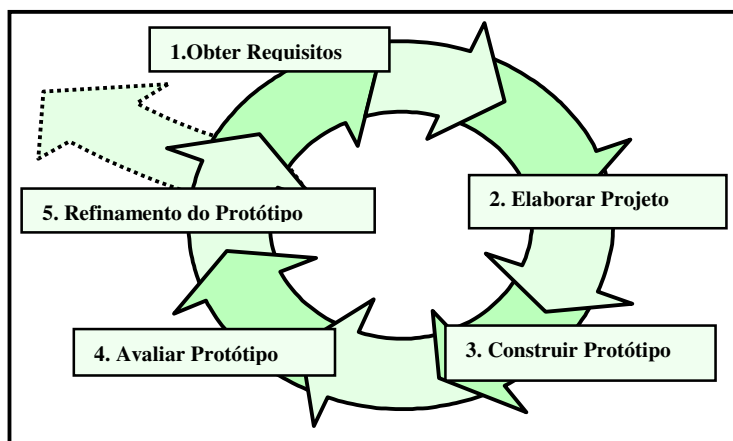 1.Obter Requisitos
2. Elaborar Projeto
3. Construir Protótipo
4. Avaliar Protótipo
5. Refinamento do Protótipo